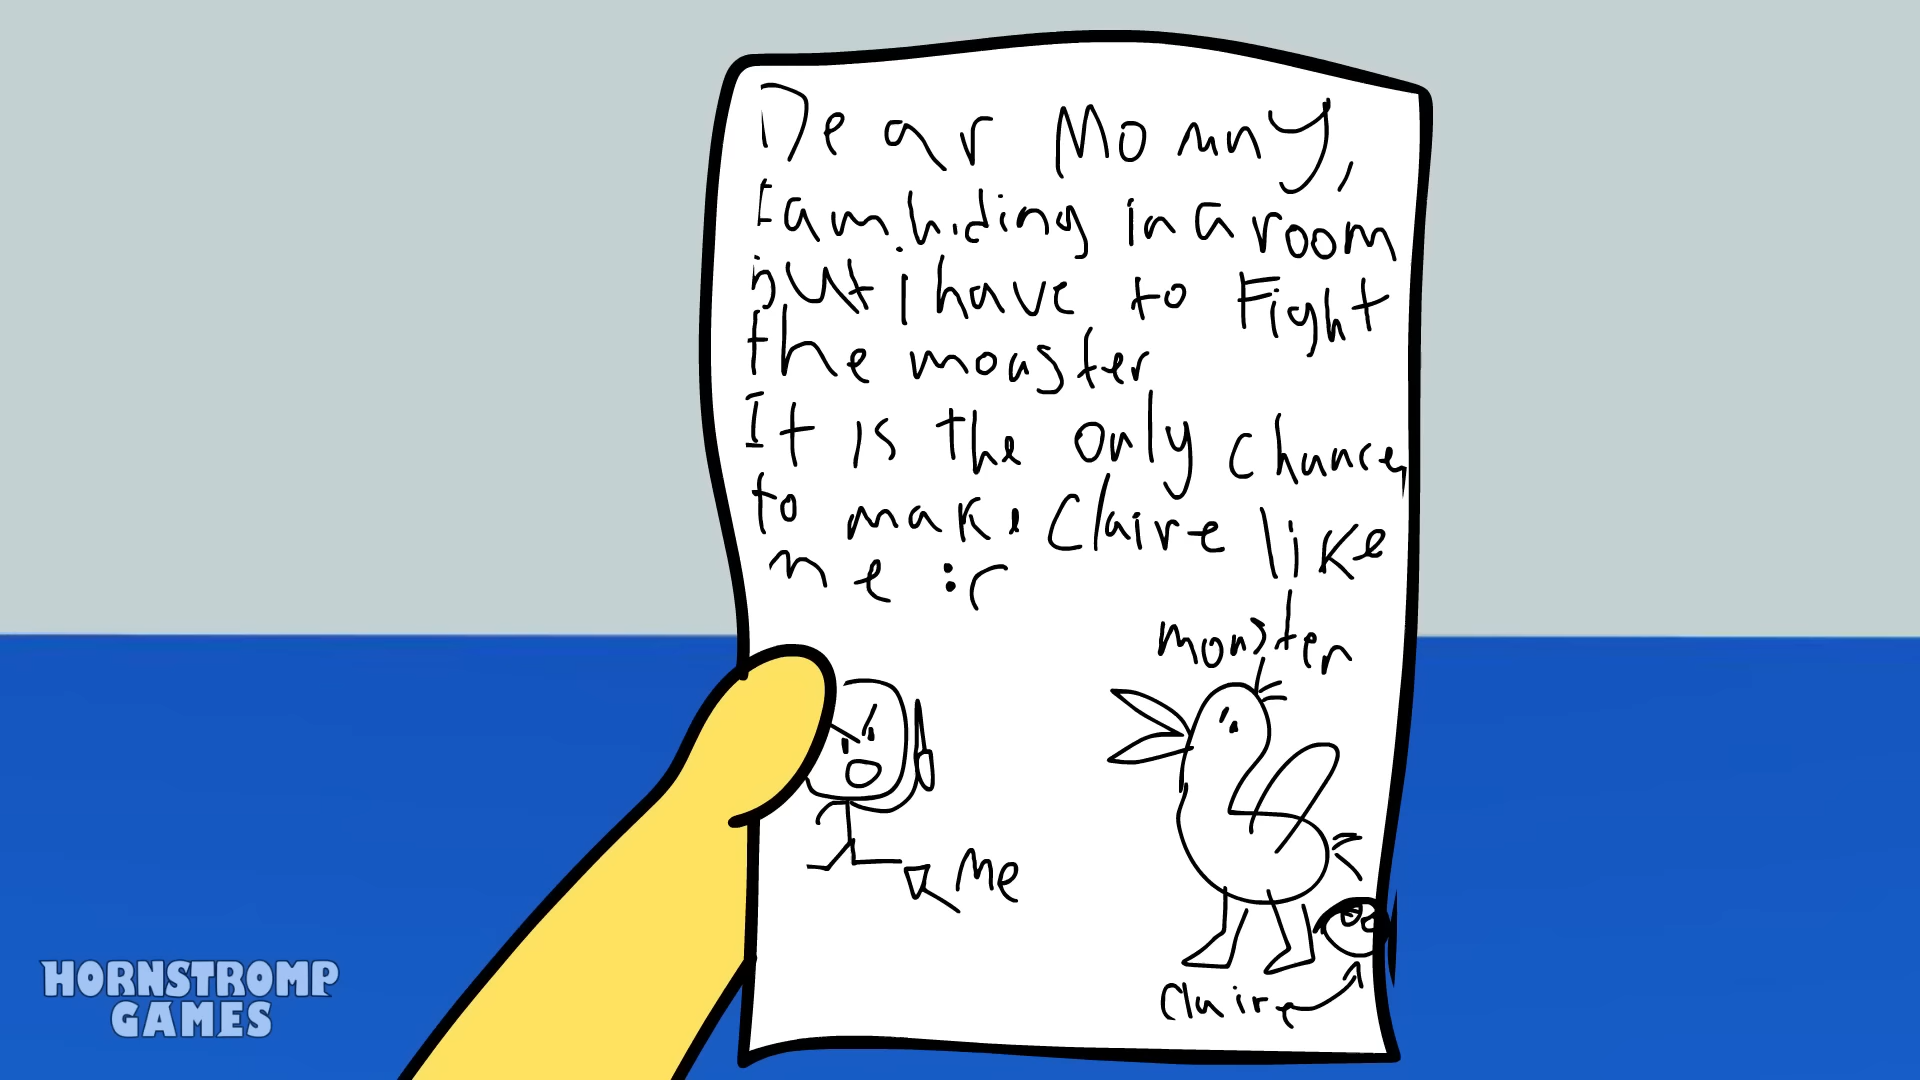 Dear Mommy,
I am hiding in a room
but i have to Fight
the monster
It is the only chance,
to make Claire like
me :(
monster
me
Claire
HORNSTROMP
GAMES